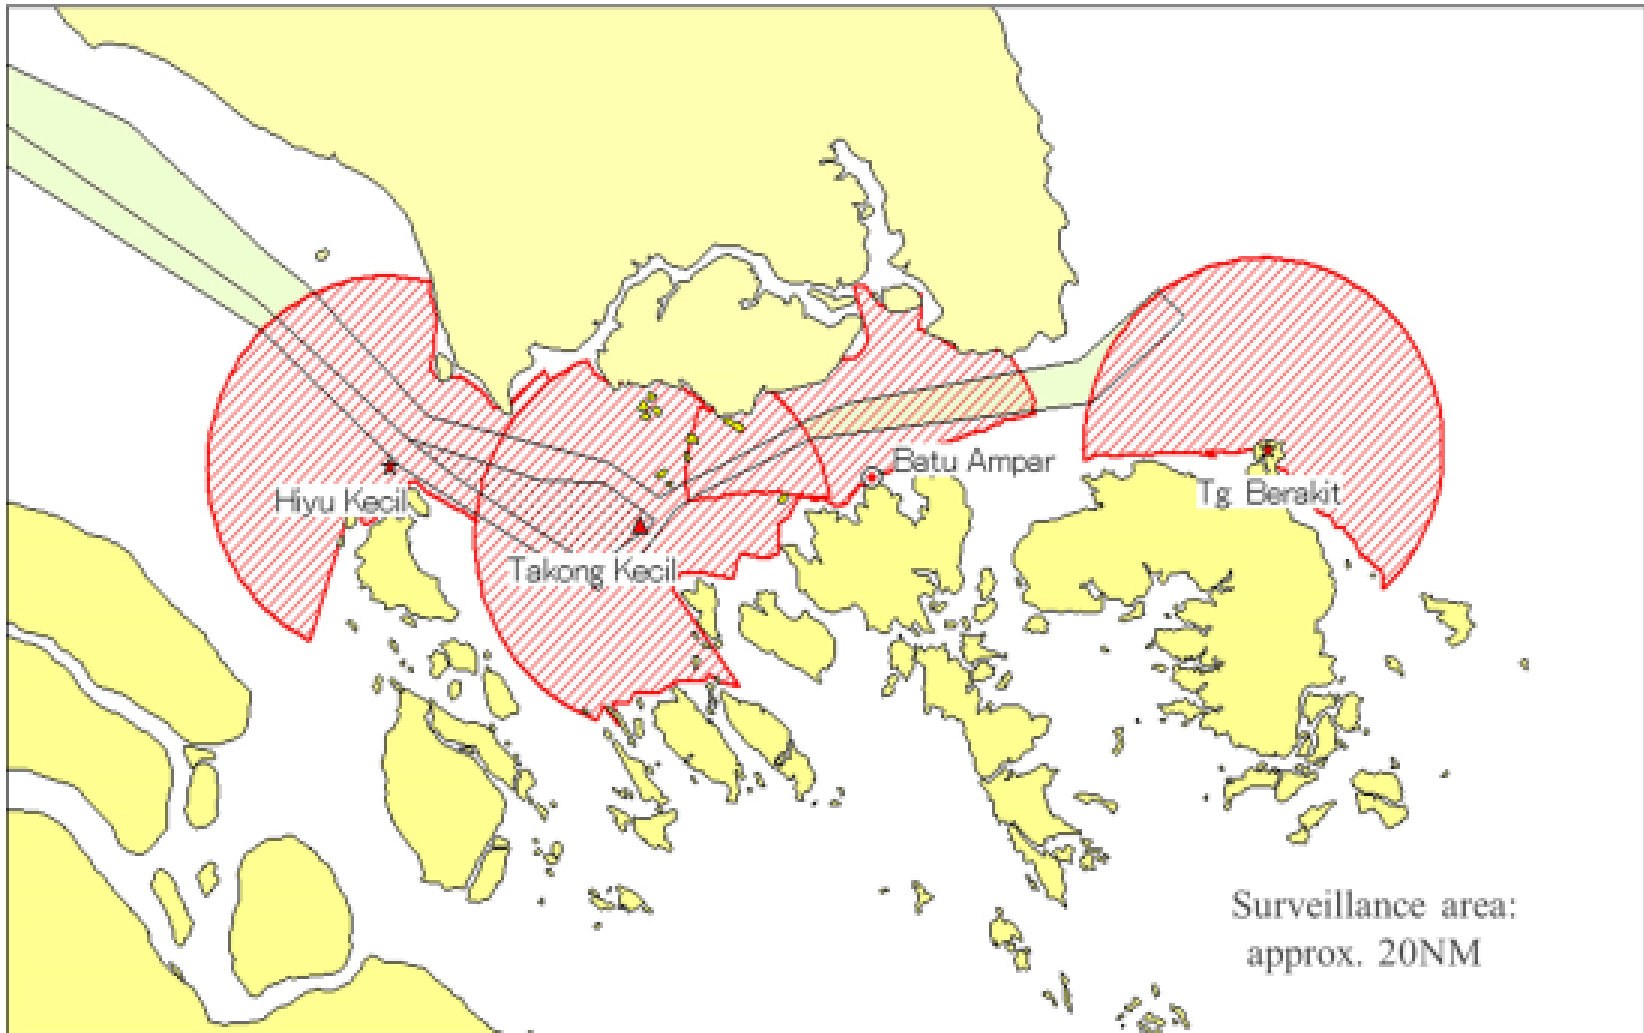 Batu Ampar
Hiyu Kecil
Tg. Berakit
Takong Kecil
Surveillance area:
approx. 20NM